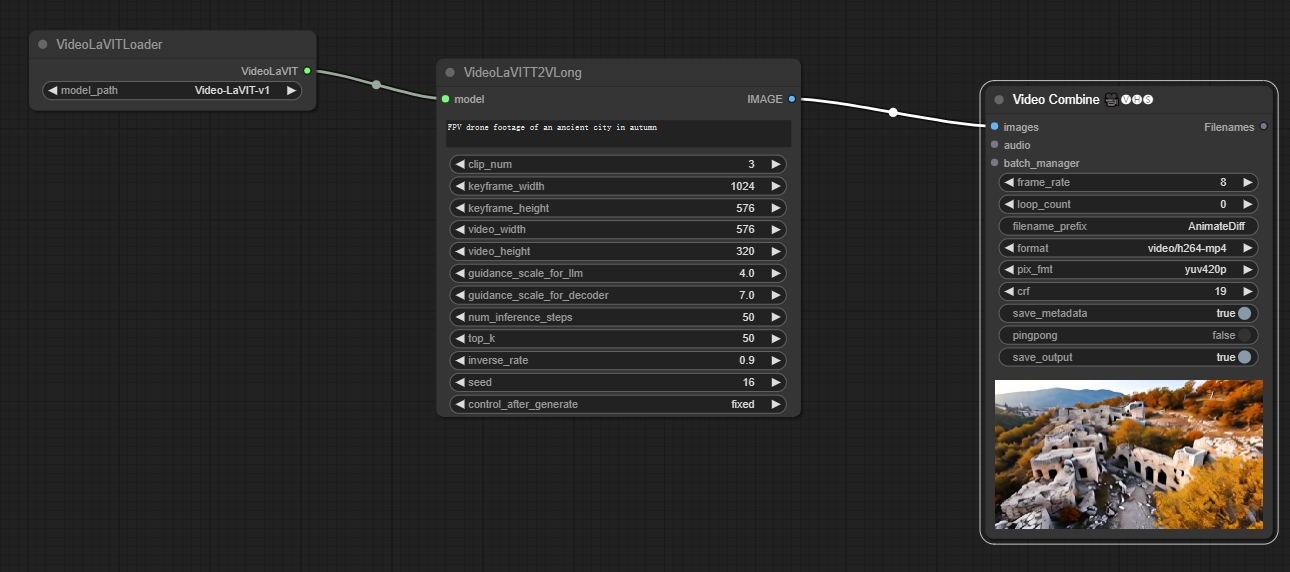 VideoLaVITLoader
VideoLaVIT
model_path Video-LaVIT-v1
VideoLaVITT2VLong
model IMAGE
FPV drone footage of an ancient city in autumn
clip_num 3
keyframe_width 1024
keyframe_height 576
video_width 576
video_height 320
guidance_scale_for_llm 4.0
guidance_scale_for_decoder 7.0
num_inference_steps 50
top_k 50
inverse_rate 0.9
seed 16
control_after_generate fixed
Video Combine 🎥🅥🅗🅢
images Filenames
audio
batch_manager
frame_rate 8
loop_count 0
filename_prefix AnimateDiff
format video/h264-mp4
pix_fmt yuv420p
crf 19
save_metadata true
pingpong false
save_output true